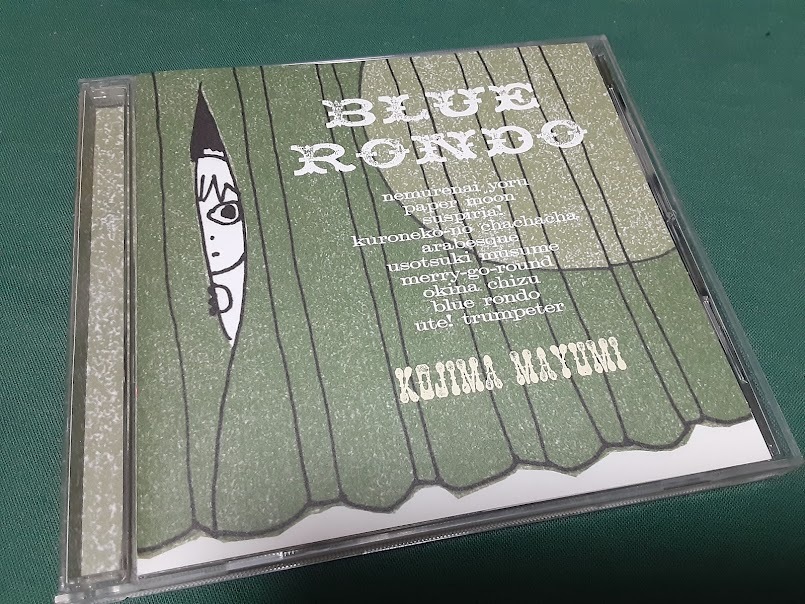 BLUE
RONDO
nemurenai yoru
paper moon
suspiria!
kuroneko-no chachacha
arabesque
usotsuki musume
merry-go-round
okina chizu
blue rondo
ute! trumpeter
KOJIMA MAYUMI